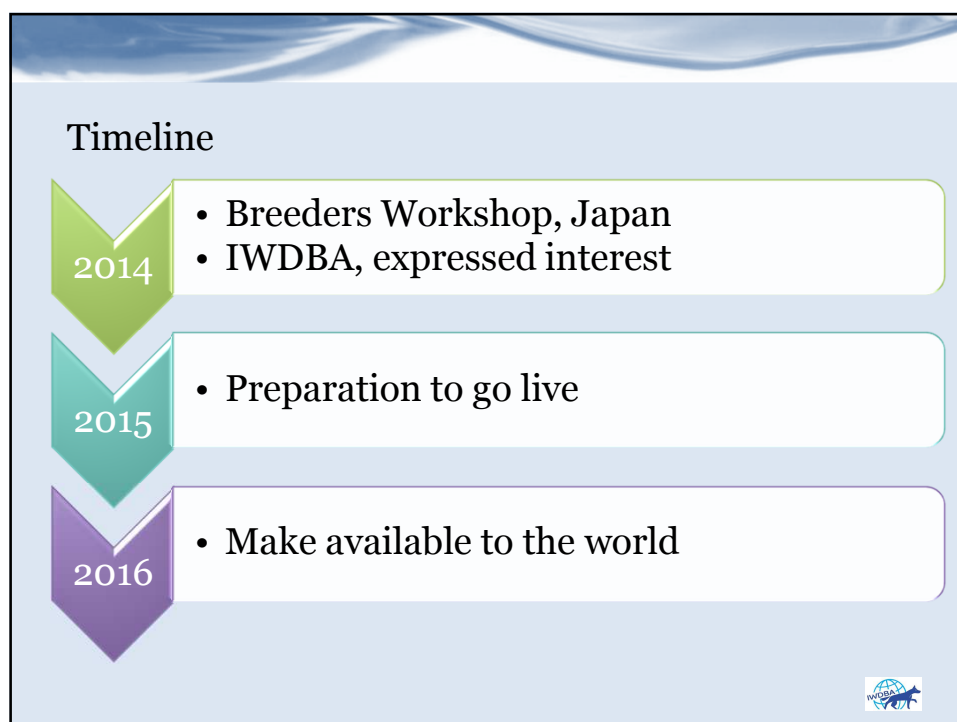 Timeline
2014
• Breeders Workshop, Japan
• IWDBA, expressed interest
2015
• Preparation to go live
2016
• Make available to the world
IWDBA